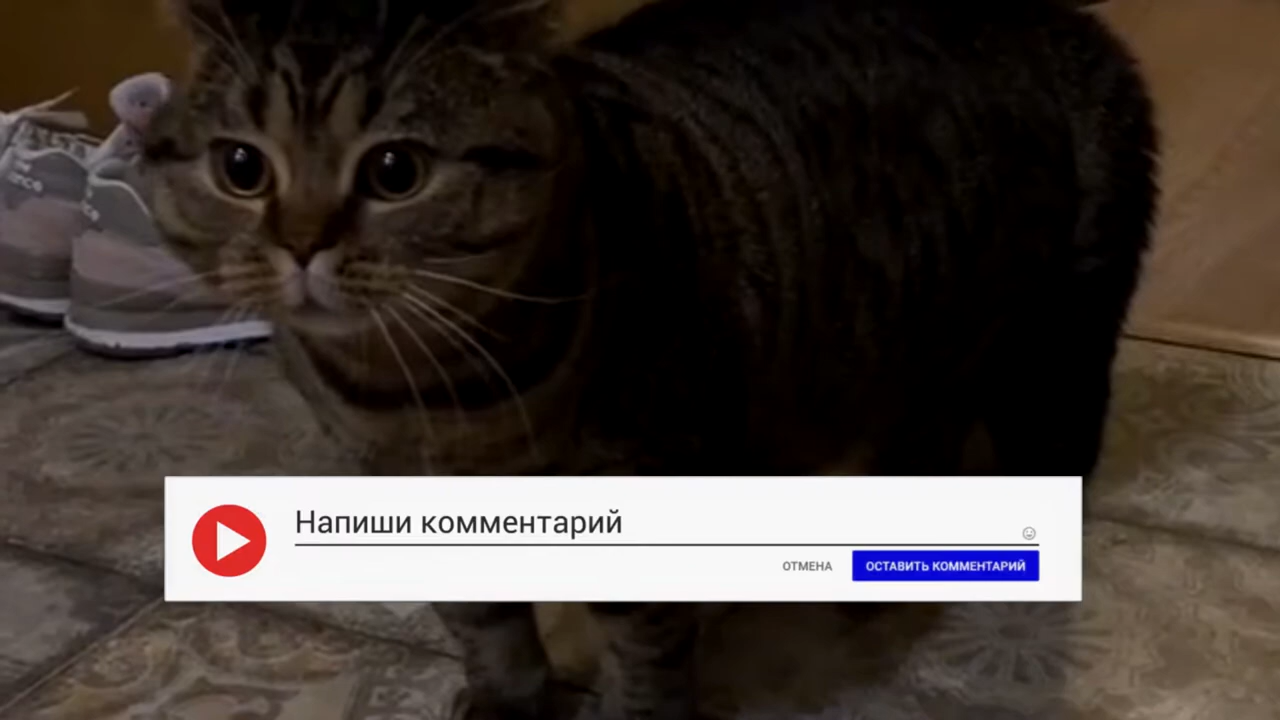 Напиши комментарий
ОТМЕНА
ОСТАВИТЬ КОММЕНТАРИЙ